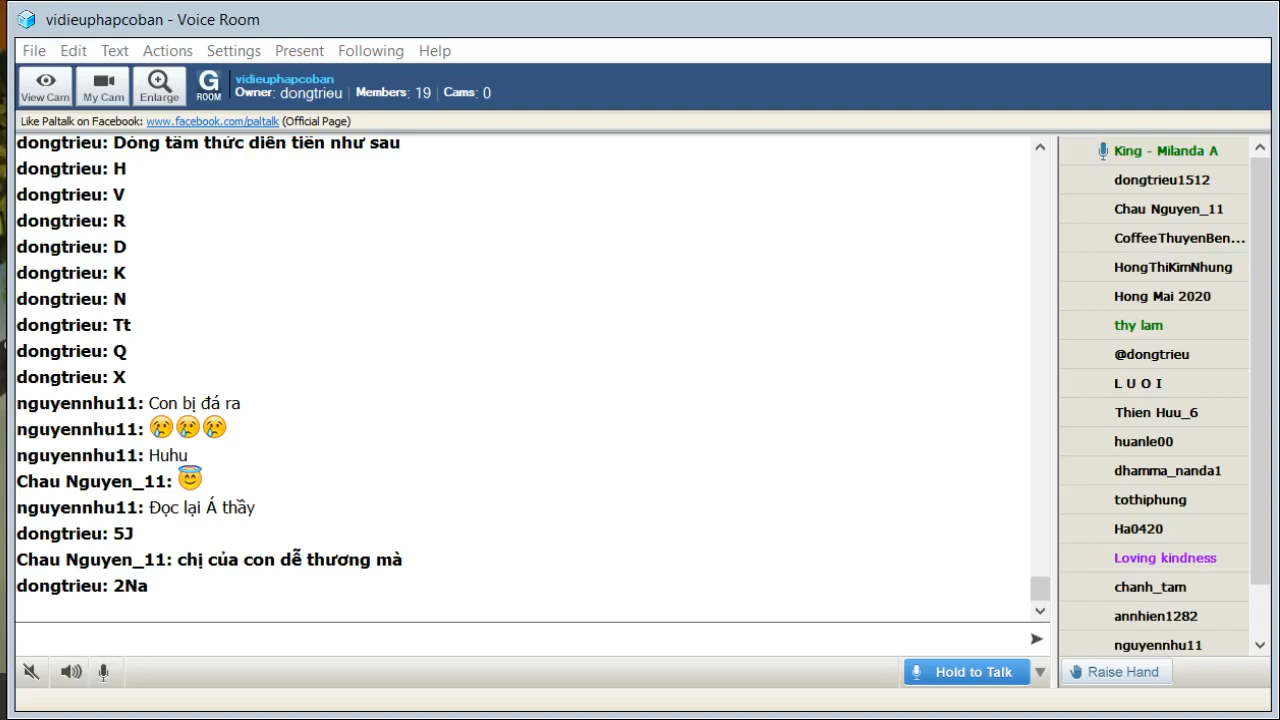 vidieuphapcoban - Voice Room
File Edit Text Actions Settings Present Following Help
View Cam
My Cam
Enlarge
G
ROOM
vidieuphapcoban
Owner: dongtrieu | Members: 19 | Cams: 0
Like Paltalk on Facebook: www.facebook.com/paltalk (Official Page)
dongtrieu: Dòng tâm thức diễn tiến như sau
dongtrieu: H
dongtrieu: V
dongtrieu: R
dongtrieu: D
dongtrieu: K
dongtrieu: N
dongtrieu: Tt
dongtrieu: Q
dongtrieu: X
nguyennhu11: Con bị đá ra
nguyennhu11: 😢😢😢
nguyennhu11: Huhu
Chau Nguyen_11: 😇
nguyennhu11: Đọc lại Á thầy
dongtrieu: 5J
Chau Nguyen_11: chị của con dễ thương mà
dongtrieu: 2Na
Hold to Talk
King - Milanda A
dongtrieu1512
Chau Nguyen_11
CoffeeThuyenBen...
HongThiKimNhung
Hong Mai 2020
thy lam
@dongtrieu
L U O I
Thien Huu_6
huanle00
dhamma_nanda1
tothiphung
Ha0420
Loving kindness
chanh_tam
annhien1282
nguyennhu11
Raise Hand